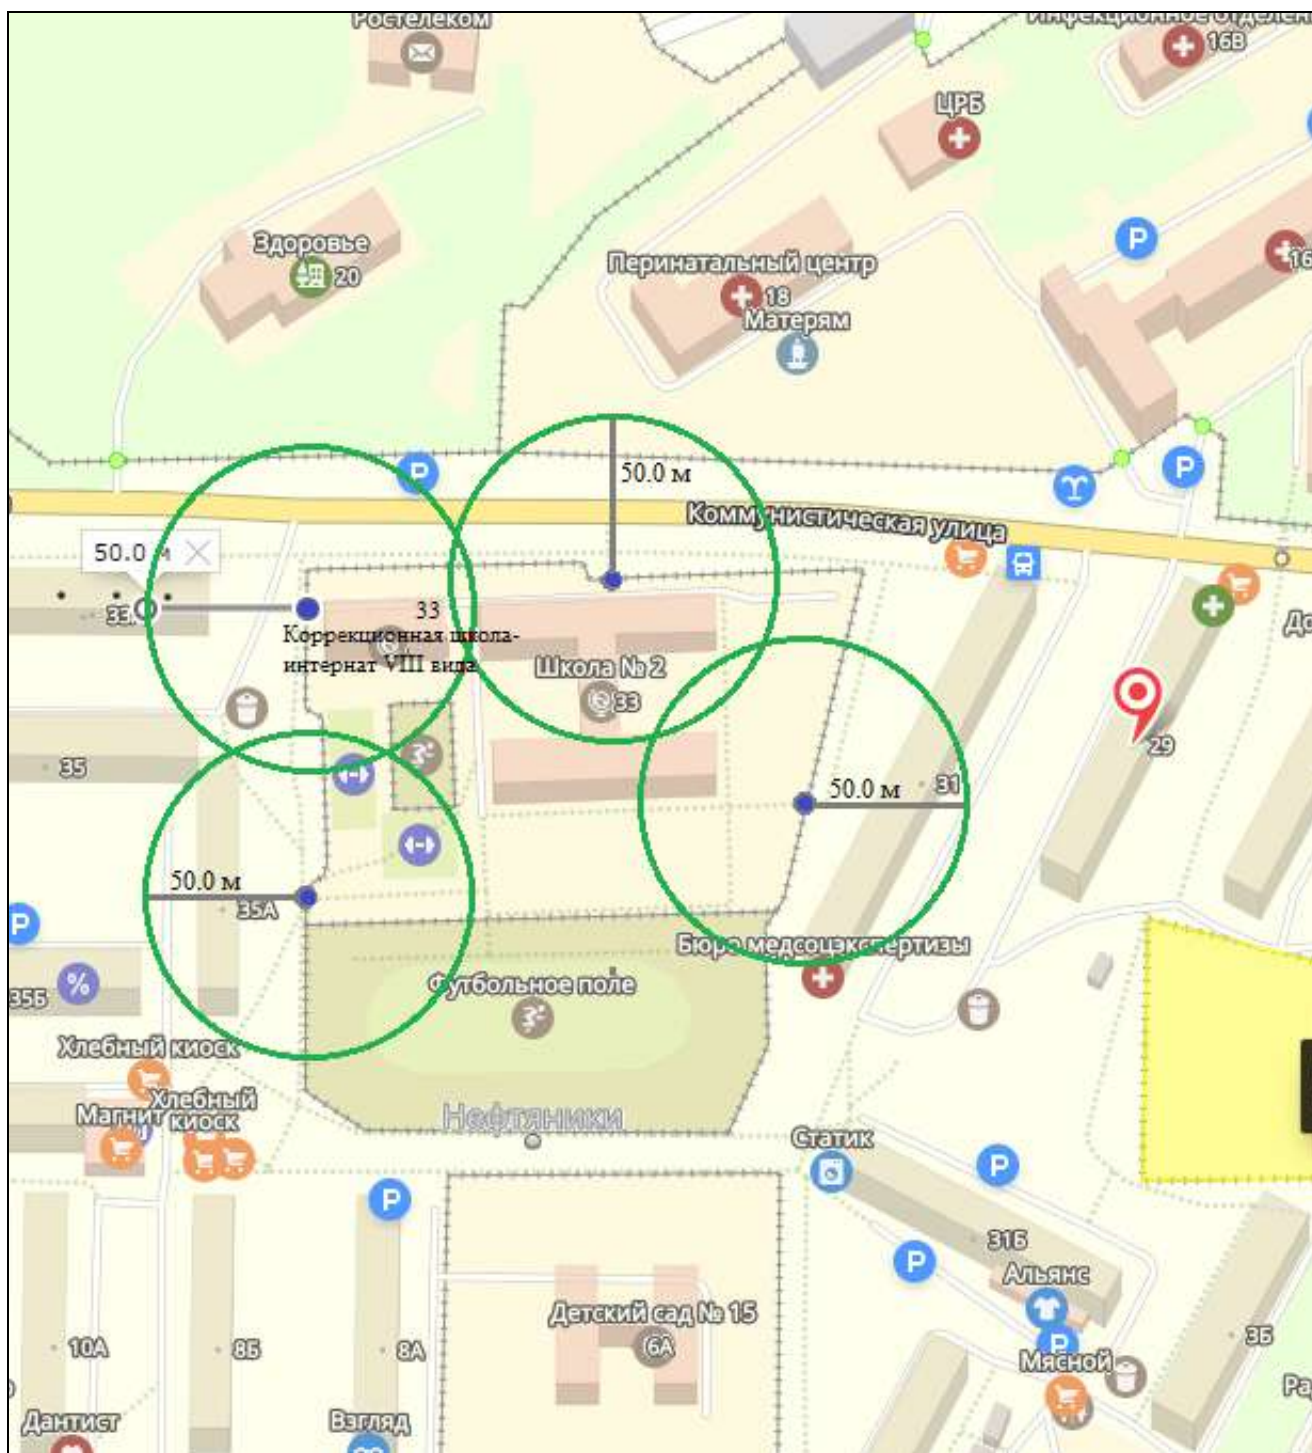 Ростелеком
Инфекционное отделен
16В
ЦРБ
Здоровье
20
Перинатальный центр
18
Матерям
16
P
P
P
50.0 м
Коммунистическая улица
50.0 м
33
33
Коррекционная школа-
интернат VIII вида
Школа № 2
33
До
29
35
31
50.0 м
50.0 м
35А
P
Бюро медсоцэкспертизы
%
35Б
Футбольное поле
Хлебный киоск
Магнит
Хлебный
киоск
Нефтяники
Статик
P
P
31Б
P
Альянс
P
Детский сад № 15
6А
10А
8Б
8А
3Б
Мясной
Ра
Дантист
Взгляд